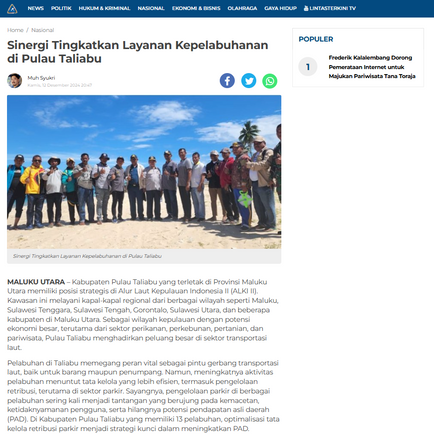 NEWS POLITIK HUKUM & KRIMINAL NASIONAL EKONOMI & BISNIS OLAHRAGA GAYA HIDUP LINTASTERKINI TV
Home / Nasional
Sinergi Tingkatkan Layanan Kepelabuhanan
di Pulau Taliabu
Muh Syukri
Kamis, 12 Desember 2024
Sinergi Tingkatkan Layanan Kepelabuhanan di Pulau Taliabu
MALUKU UTARA – Kabupaten Pulau Taliabu yang terletak di Provinsi Maluku
Utara memiliki posisi strategis di Alur Laut Kepulauan Indonesia II (ALKI II).
Kawasan ini melayani kapal-kapal regional dari berbagai wilayah seperti Maluku,
Sulawesi Tenggara, Sulawesi Tengah, Gorontalo, Sulawesi Utara, dan beberapa
kabupaten di Maluku Utara. Sebagai wilayah kepulauan dengan potensi
ekonomi besar, terutama dari sektor perikanan, perkebunan, pertanian, dan
pariwisata, Pulau Taliabu menghadirkan peluang besar di sektor transportasi
laut.
Pelabuhan di Taliabu memegang peran vital sebagai pintu gerbang transportasi
laut, baik untuk barang maupun penumpang. Namun, meningkatnya aktivitas
pelabuhan menuntut tata kelola yang lebih efisien, termasuk pengelolaan
retribusi, terutama di sektor parkir. Sayangnya, pengelolaan parkir di berbagai
pelabuhan sering kali menjadi tantangan yang berujung pada kemacetan,
ketidaknyamanan pengguna, serta hilangnya potensi pendapatan asli daerah
(PAD). Di Kabupaten Pulau Taliabu yang memiliki 13 pelabuhan, optimalisasi tata
kelola retribusi parkir menjadi strategi kunci dalam meningkatkan PAD.
POPULER
1
Frederik Kalalembang Dorong
Pemerataan Internet untuk
Majukan Pariwisata Tana Toraja